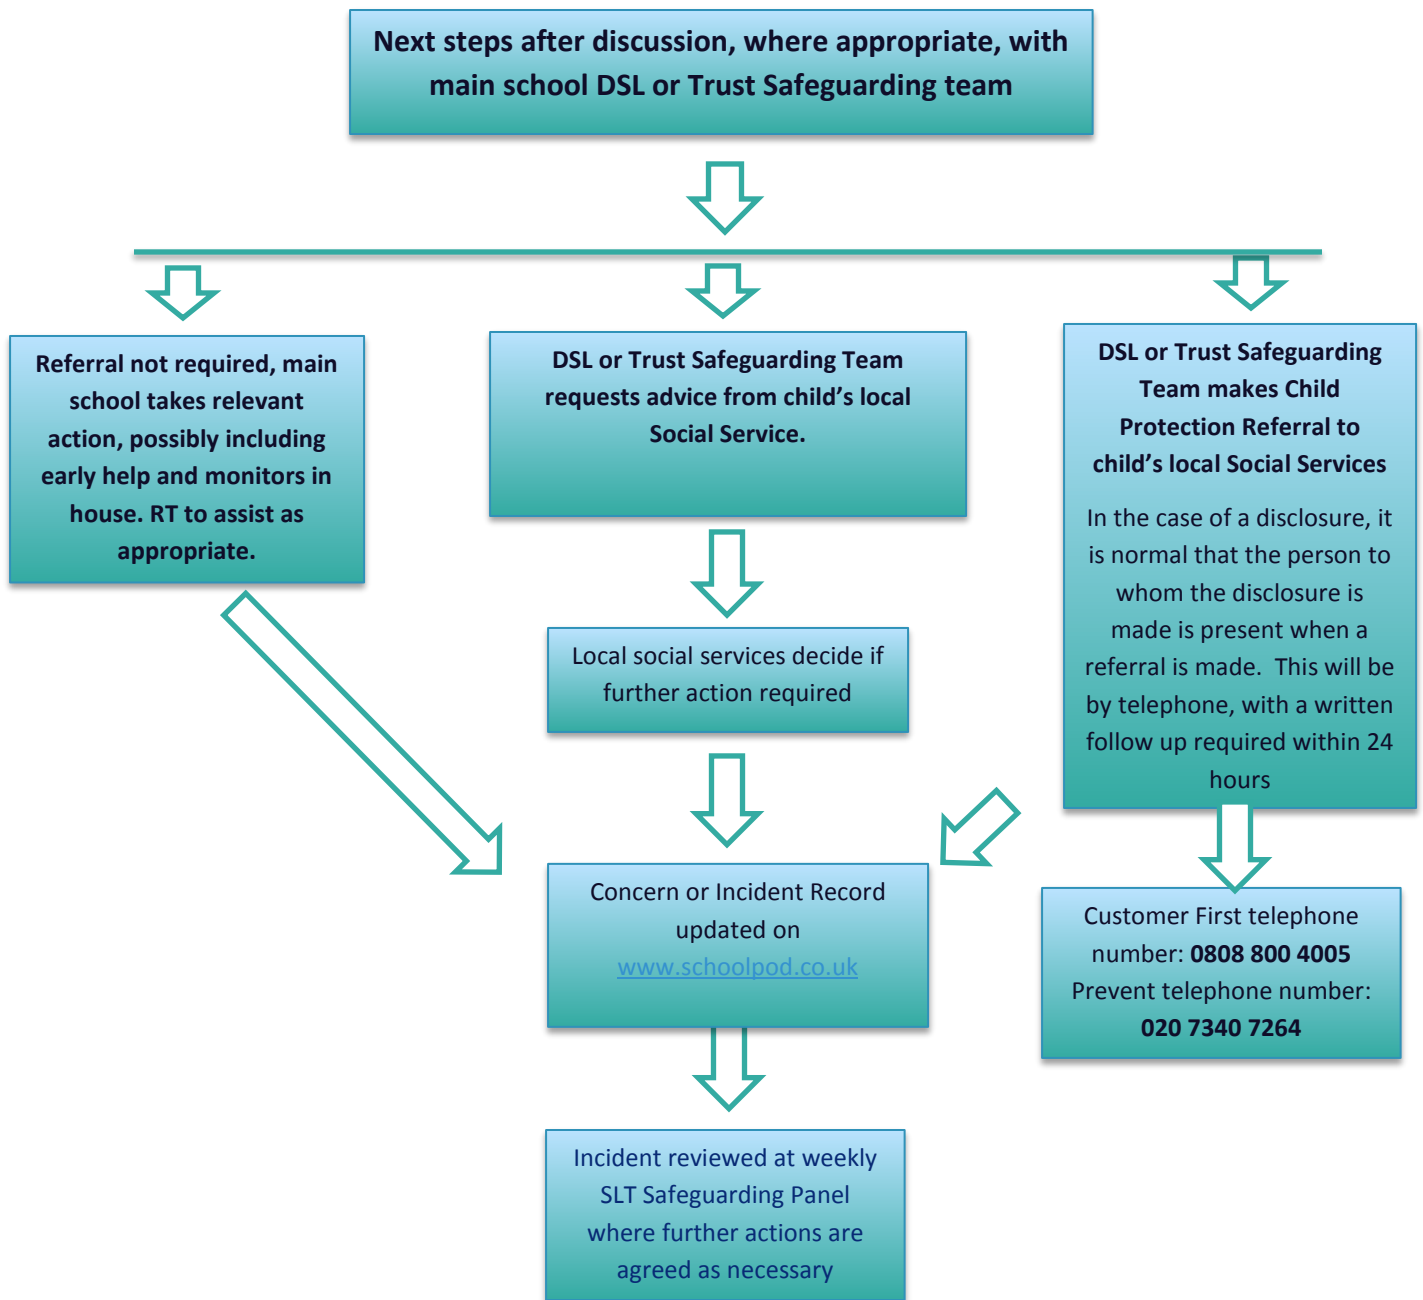 Next steps after discussion, where appropriate, with
main school DSL or Trust Safeguarding team
Referral not required, main
school takes relevant
action, possibly including
early help and monitors in
house. RT to assist as
appropriate.
DSL or Trust Safeguarding Team
requests advice from child’s local
Social Service.
DSL or Trust Safeguarding
Team makes Child
Protection Referral to
child’s local Social Services
In the case of a disclosure, it
is normal that the person to
whom the disclosure is
made is present when a
referral is made.  This will be
by telephone, with a written
follow up required within 24
hours
Local social services decide if
further action required
Concern or Incident Record
updated on
www.schoolpod.co.uk
Customer First telephone
number: 0808 800 4005
Prevent telephone number:
020 7340 7264
Incident reviewed at weekly
SLT Safeguarding Panel
where further actions are
agreed as necessary